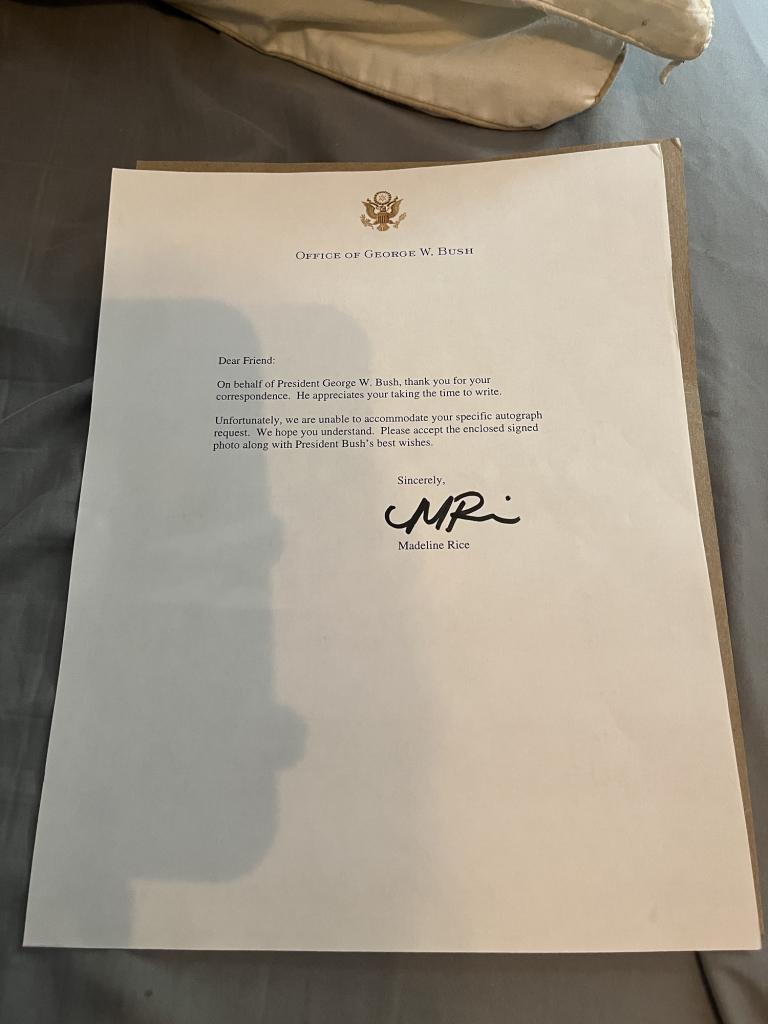 OFFICE OF GEORGE W. BUSH
Dear Friend:
On behalf of President George W. Bush, thank you for your
correspondence. He appreciates your taking the time to write.
Unfortunately, we are unable to accommodate your specific autograph
request. We hope you understand. Please accept the enclosed signed
photo along with President Bush's best wishes.
Sincerely,
MRi
Madeline Rice